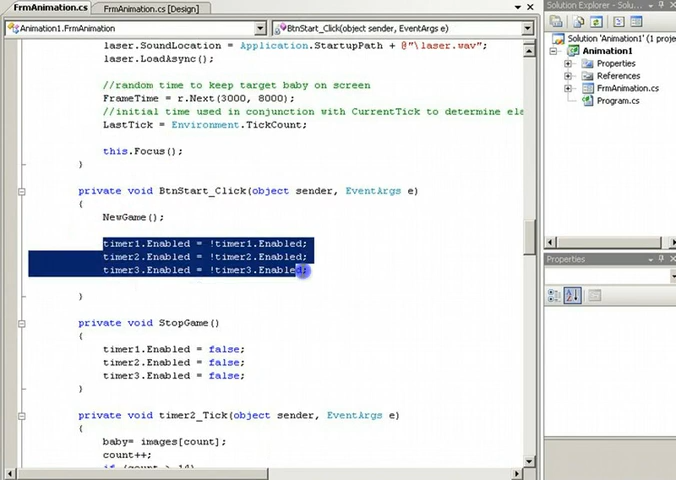 FrmAnimation.cs
FrmAnimation.cs [Design]
Animation1.FrmAnimation
BtnStart_Click(object sender, EventArgs e)
laser.SoundLocation = Application.StartupPath + @"\laser.wav";
laser.LoadAsync();
//random time to keep target baby on screen
FrameTime = r.Next(3000, 8000);
//initial time used in conjunction with CurrentTick to determine ela
LastTick = Environment.TickCount;
this.Focus();
}
private void BtnStart_Click(object sender, EventArgs e)
{
NewGame();
timer1.Enabled = !timer1.Enabled;
timer2.Enabled = !timer2.Enabled;
timer3.Enabled = !timer3.Enabled;
}
private void StopGame()
{
timer1.Enabled = false;
timer2.Enabled = false;
timer3.Enabled = false;
}
private void timer2_Tick(object sender, EventArgs e)
{
baby= images[count];
count++;
if (count > 14)
Solution Explorer - Solu...
Solution 'Animation1' (1 proje
Animation1
Properties
References
FrmAnimation.cs
Program.cs
Properties